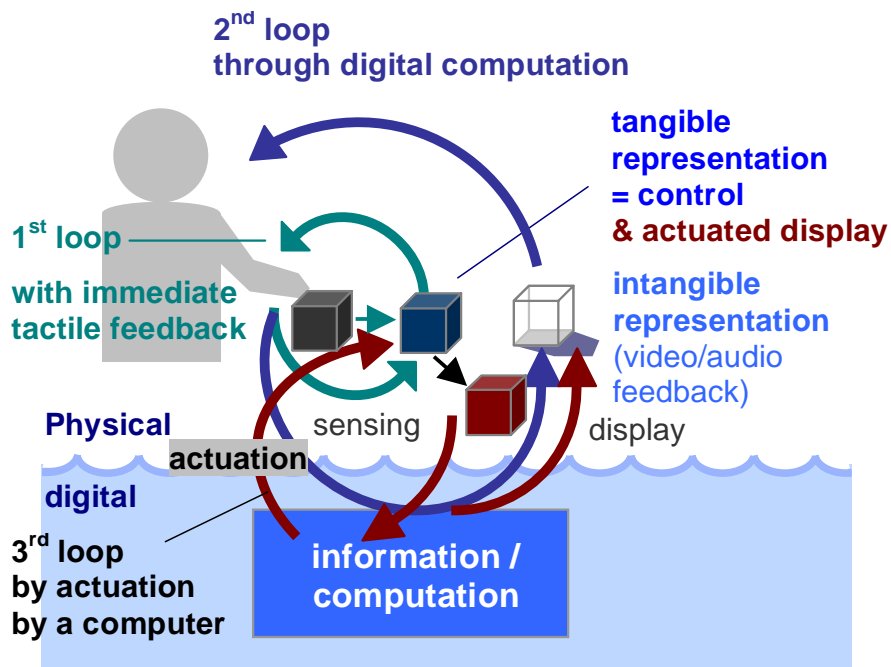 2nd loop
through digital computation
tangible
representation
= control
& actuated display
1st loop
with immediate
tactile feedback
intangible
representation
(video/audio
feedback)
Physical
sensing
display
actuation
digital
3rd loop
by actuation
by a computer
information /
computation